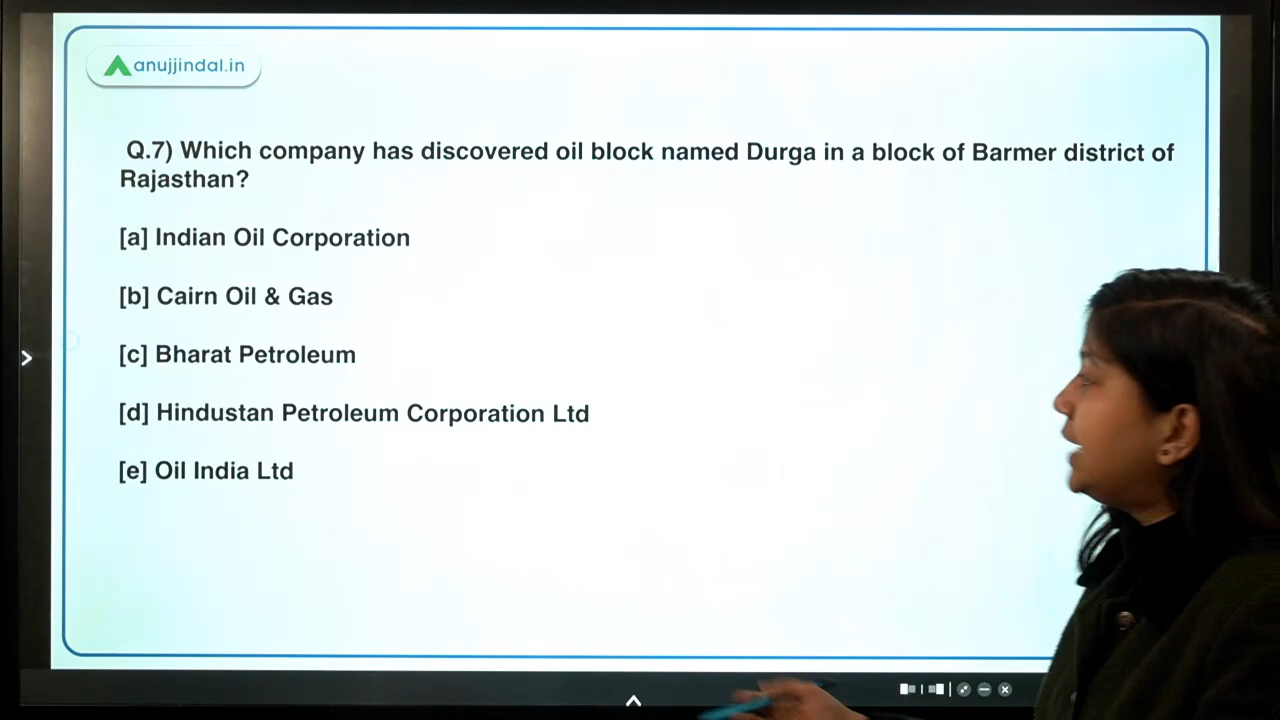 anujjindal.in
Q.7) Which company has discovered oil block named Durga in a block of Barmer district of
Rajasthan?
[a] Indian Oil Corporation
[b] Cairn Oil & Gas
[c] Bharat Petroleum
[d] Hindustan Petroleum Corporation Ltd
[e] Oil India Ltd